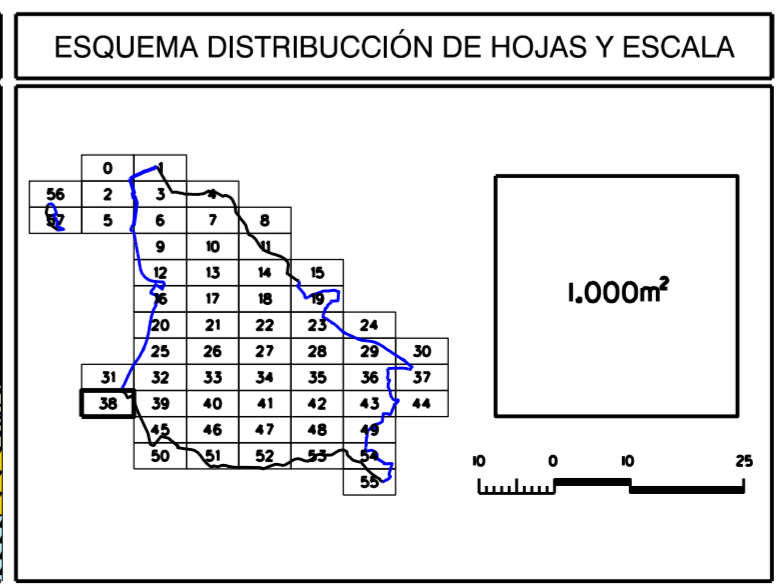 ESQUEMA DISTRIBUCCIÓN DE HOJAS Y ESCALA
0 1
56 2 3 4
57 5 6 7 8
9 10 11
12 13 14 15
16 17 18 19
20 21 22 23 24
25 26 27 28 29 30
31 32 33 34 35 36 37
38 39 40 41 42 43 44
45 46 47 48 49
50 51 52 53 54
55
1.000m²
10 0 10 25